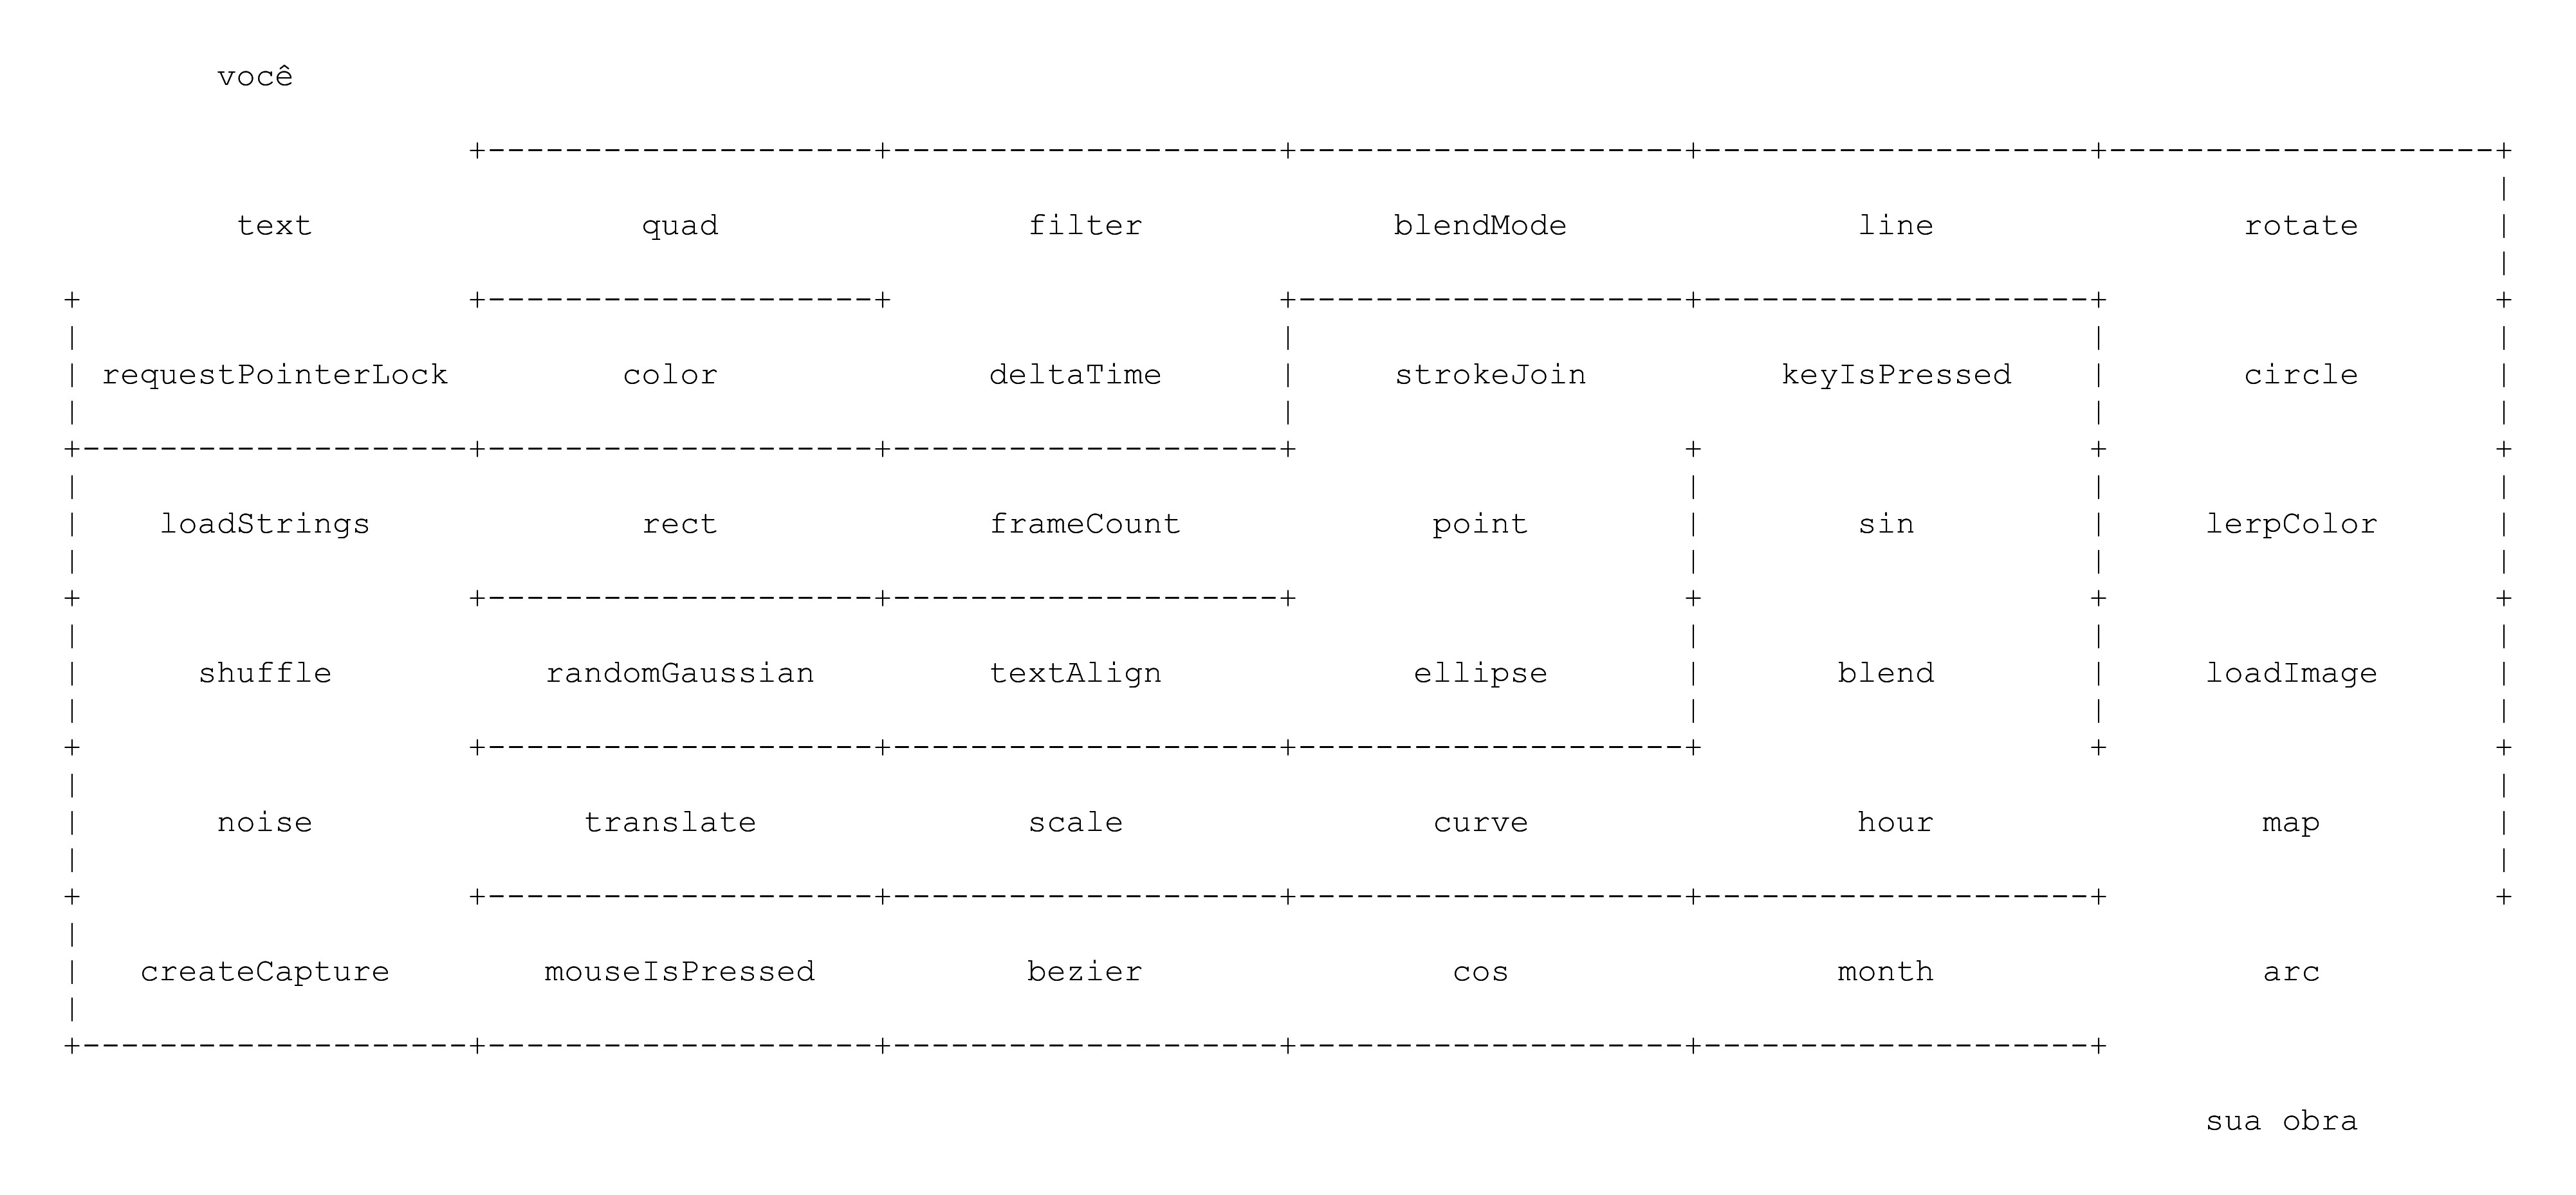 você
text quad filter blendMode line rotate
requestPointerLock color deltaTime strokeJoin keyIsPressed circle
loadStrings rect frameCount point sin lerpColor
shuffle randomGaussian textAlign ellipse blend loadImage
noise translate scale curve hour map
createCapture mouseIsPressed bezier cos month arc
sua obra